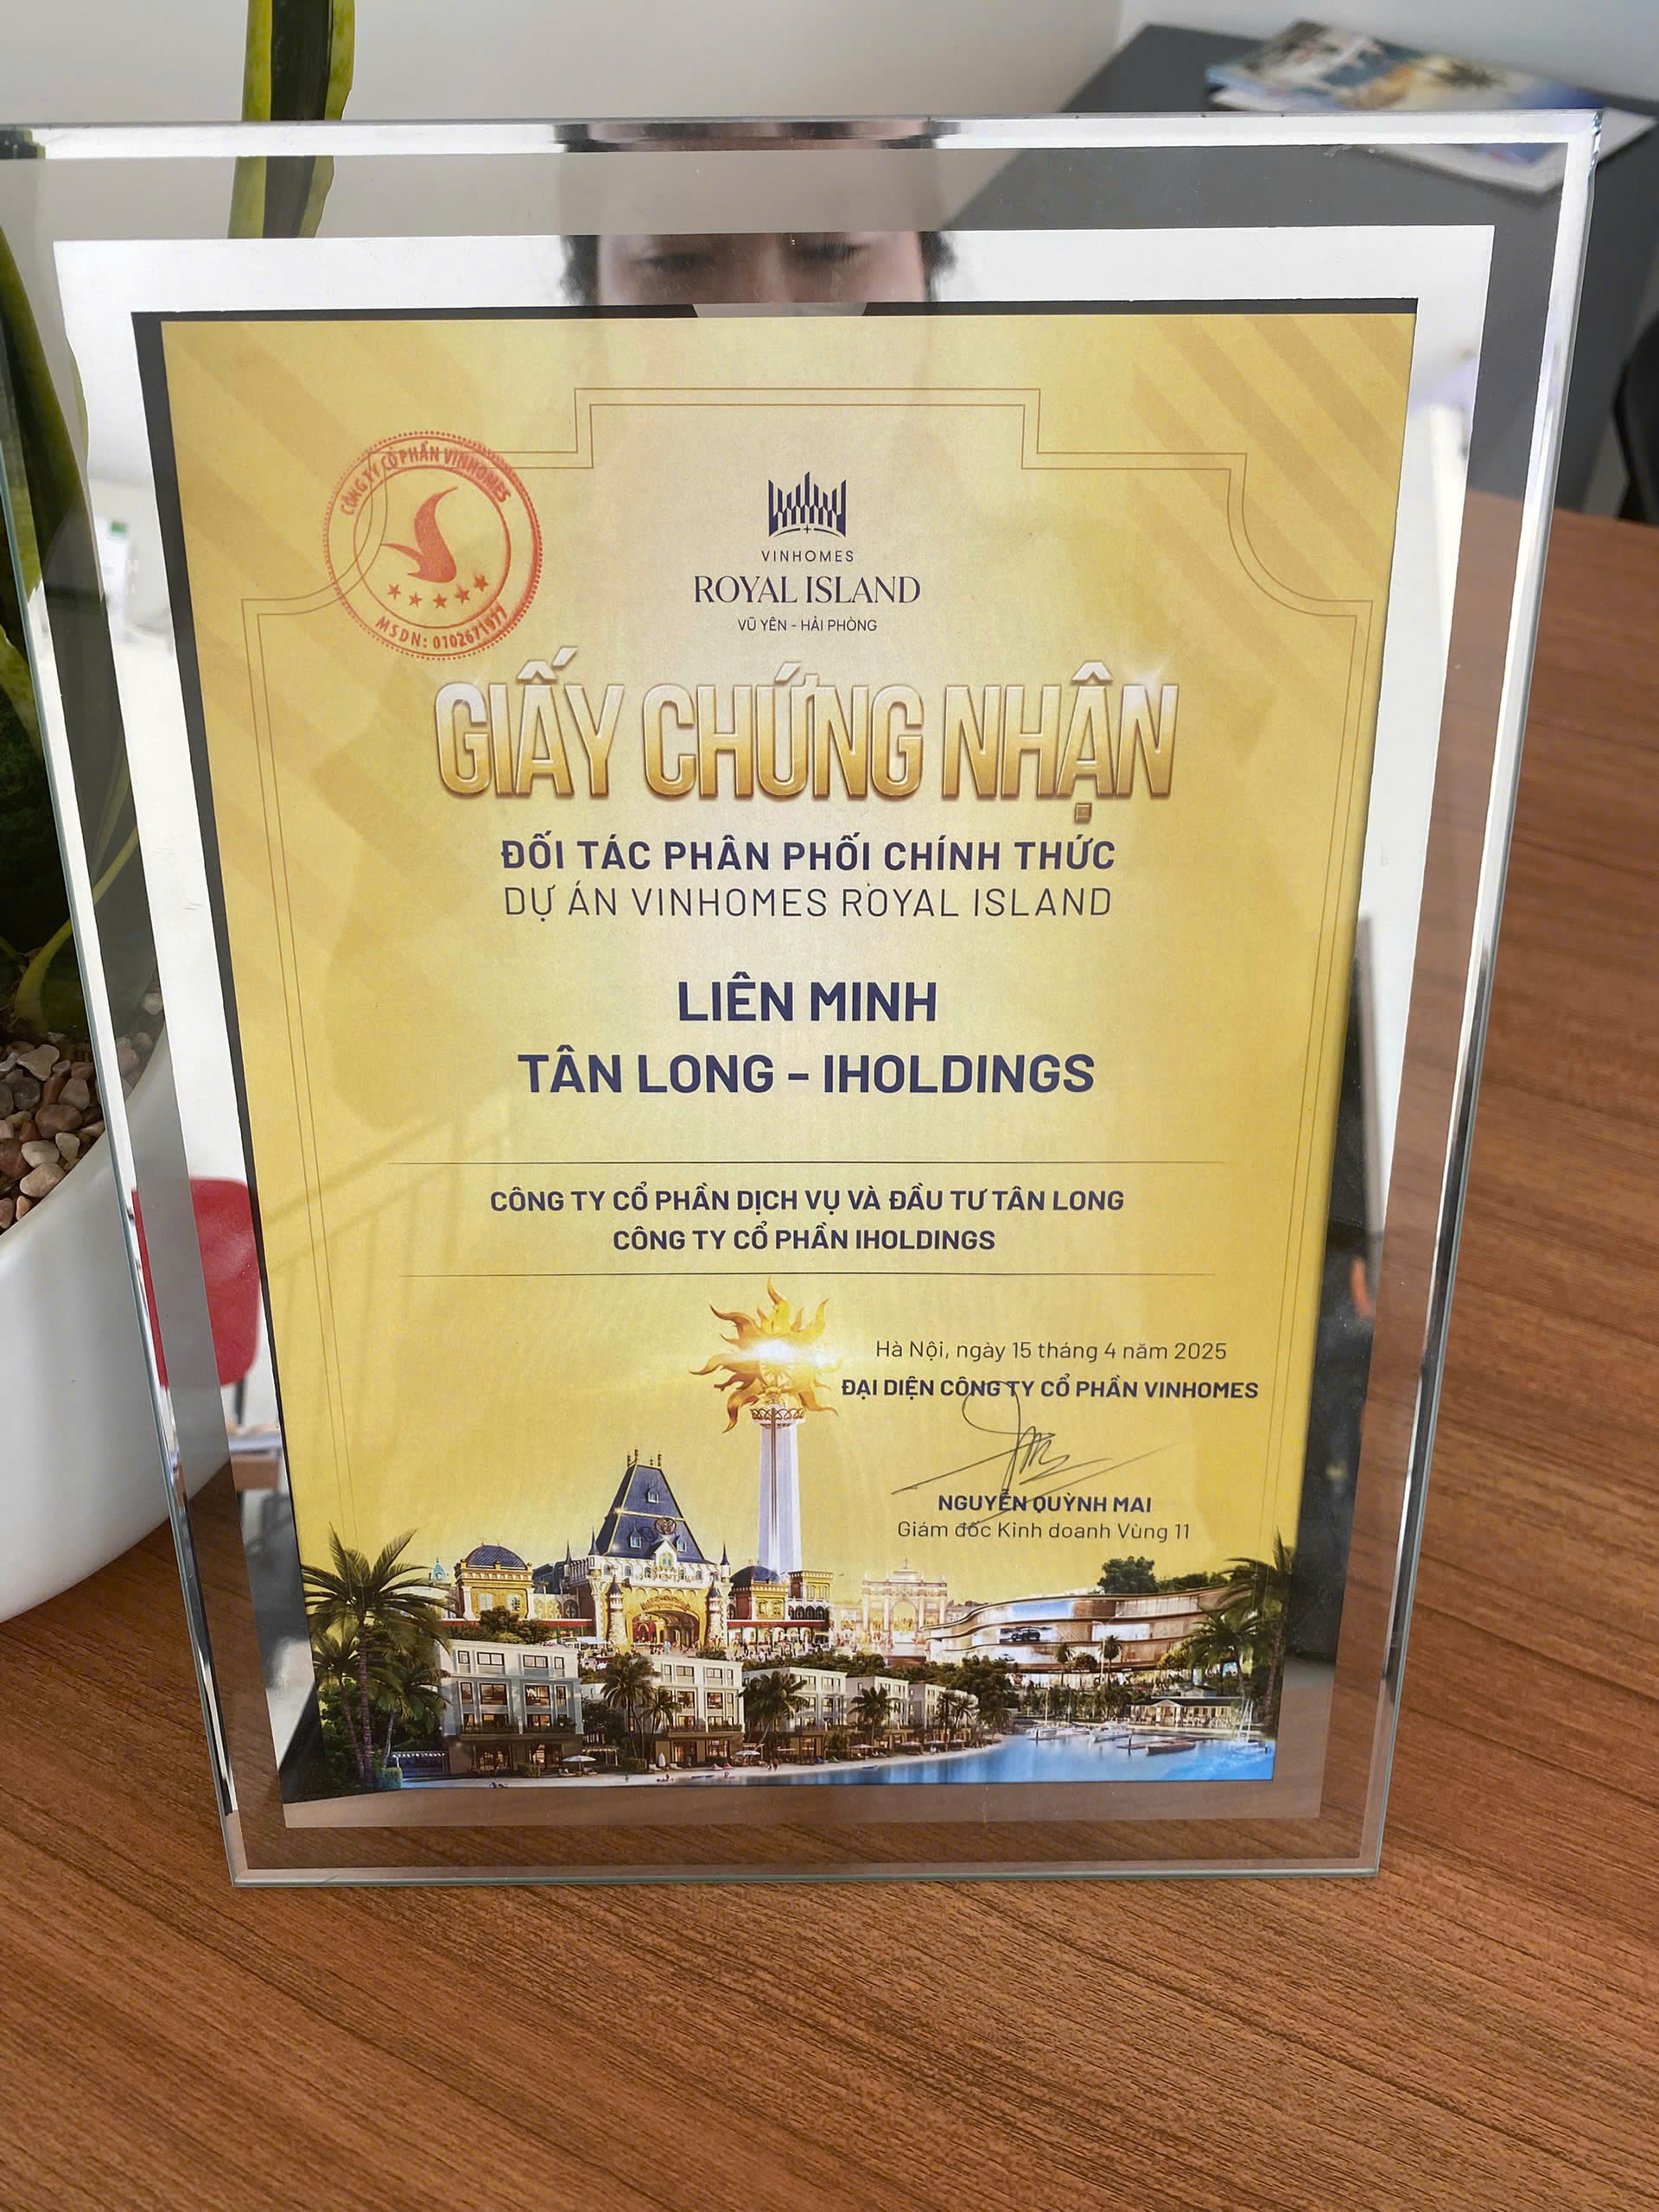 CÔNG TY CỔ PHẦN VINHOMES
MSDN: 0102671977
VINHOMES
ROYAL ISLAND
VŨ YÊN - HẢI PHÒNG
GIẤY CHỨNG NHẬN
ĐỐI TÁC PHÂN PHỐI CHÍNH THỨC
DỰ ÁN VINHOMES ROYAL ISLAND
LIÊN MINH
TÂN LONG - IHOLDINGS
CÔNG TY CỔ PHẦN DỊCH VỤ VÀ ĐẦU TƯ TÂN LONG
CÔNG TY CỔ PHẦN IHOLDINGS
Hà Nội, ngày 15 tháng 4 năm 2025
ĐẠI DIỆN CÔNG TY CỔ PHẦN VINHOMES
NGUYỄN QUỲNH MAI
Giám đốc Kinh doanh Vùng 11